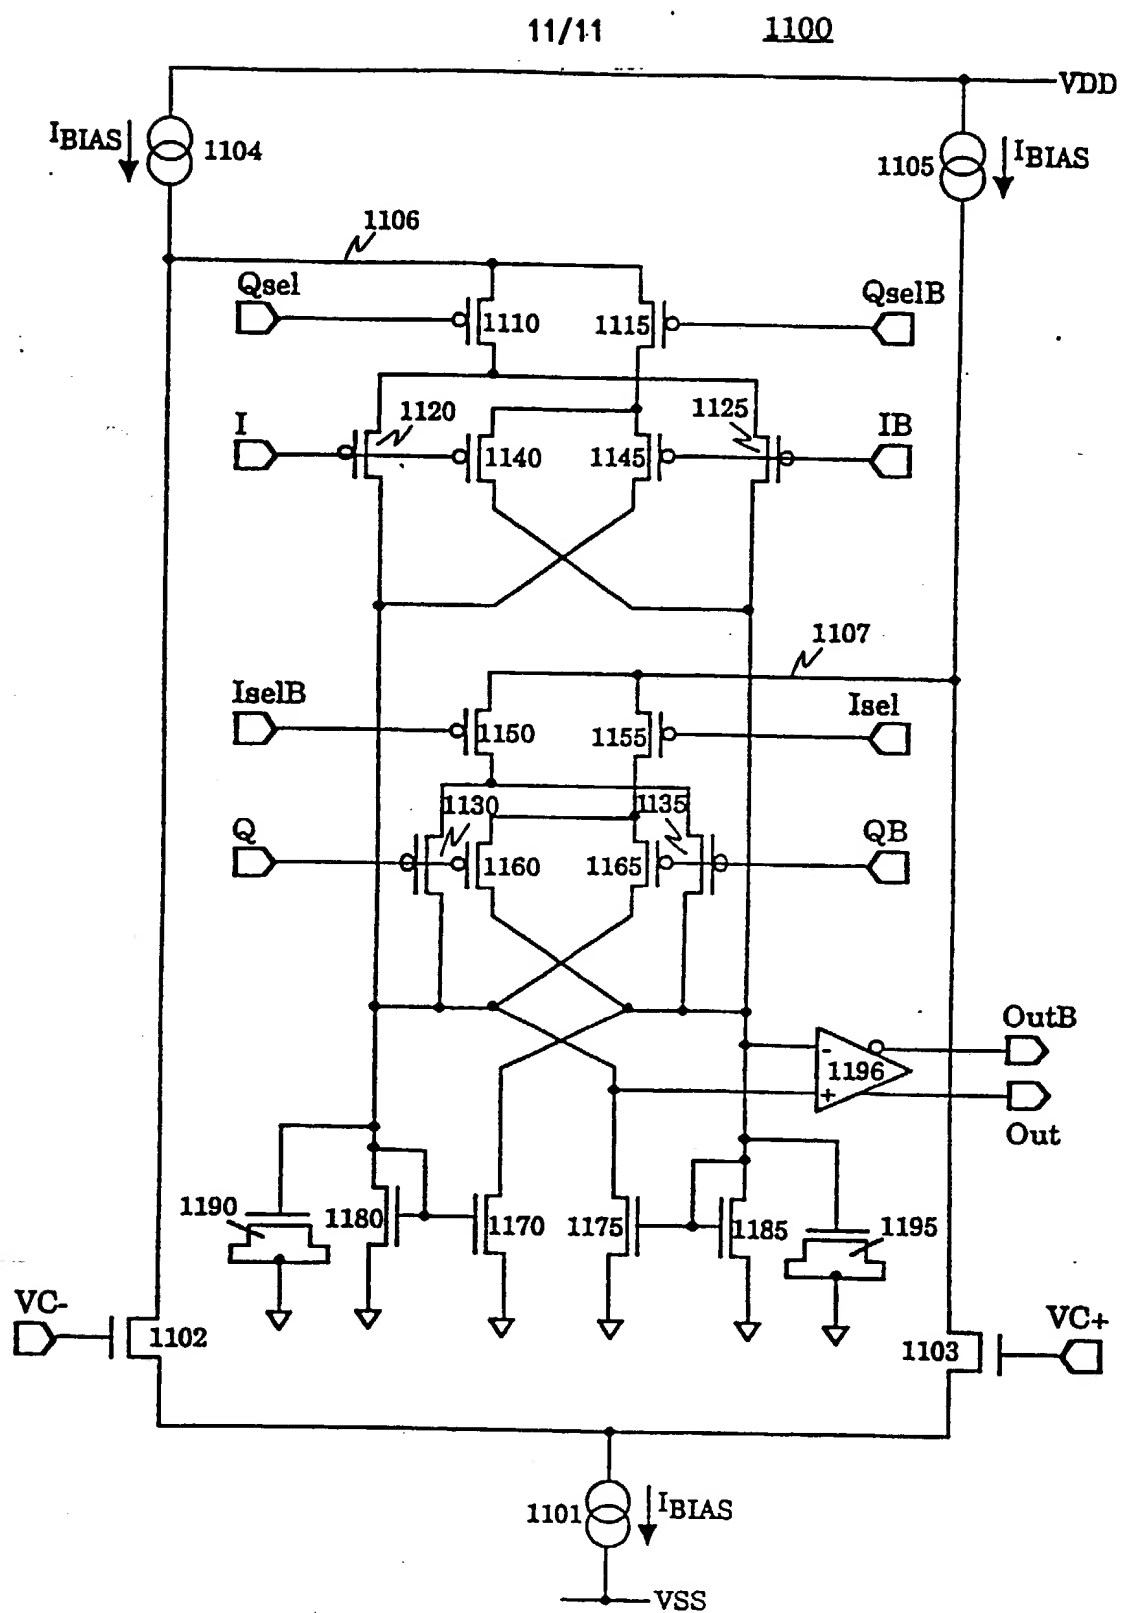 11/11 1100
VDD
IBIAS 1104
1105 IBIAS
1106
Qsel QselB
1110 1115
1120 1125
I IB
1140 1145
1107
IselB Isel
1150 1155
1130 1135
Q QB
1160 1165
OutB
- 1196
+
Out
1190 1180 1170 1175 1185 1195
VC- VC+
1102 1103
1101 IBIAS
VSS